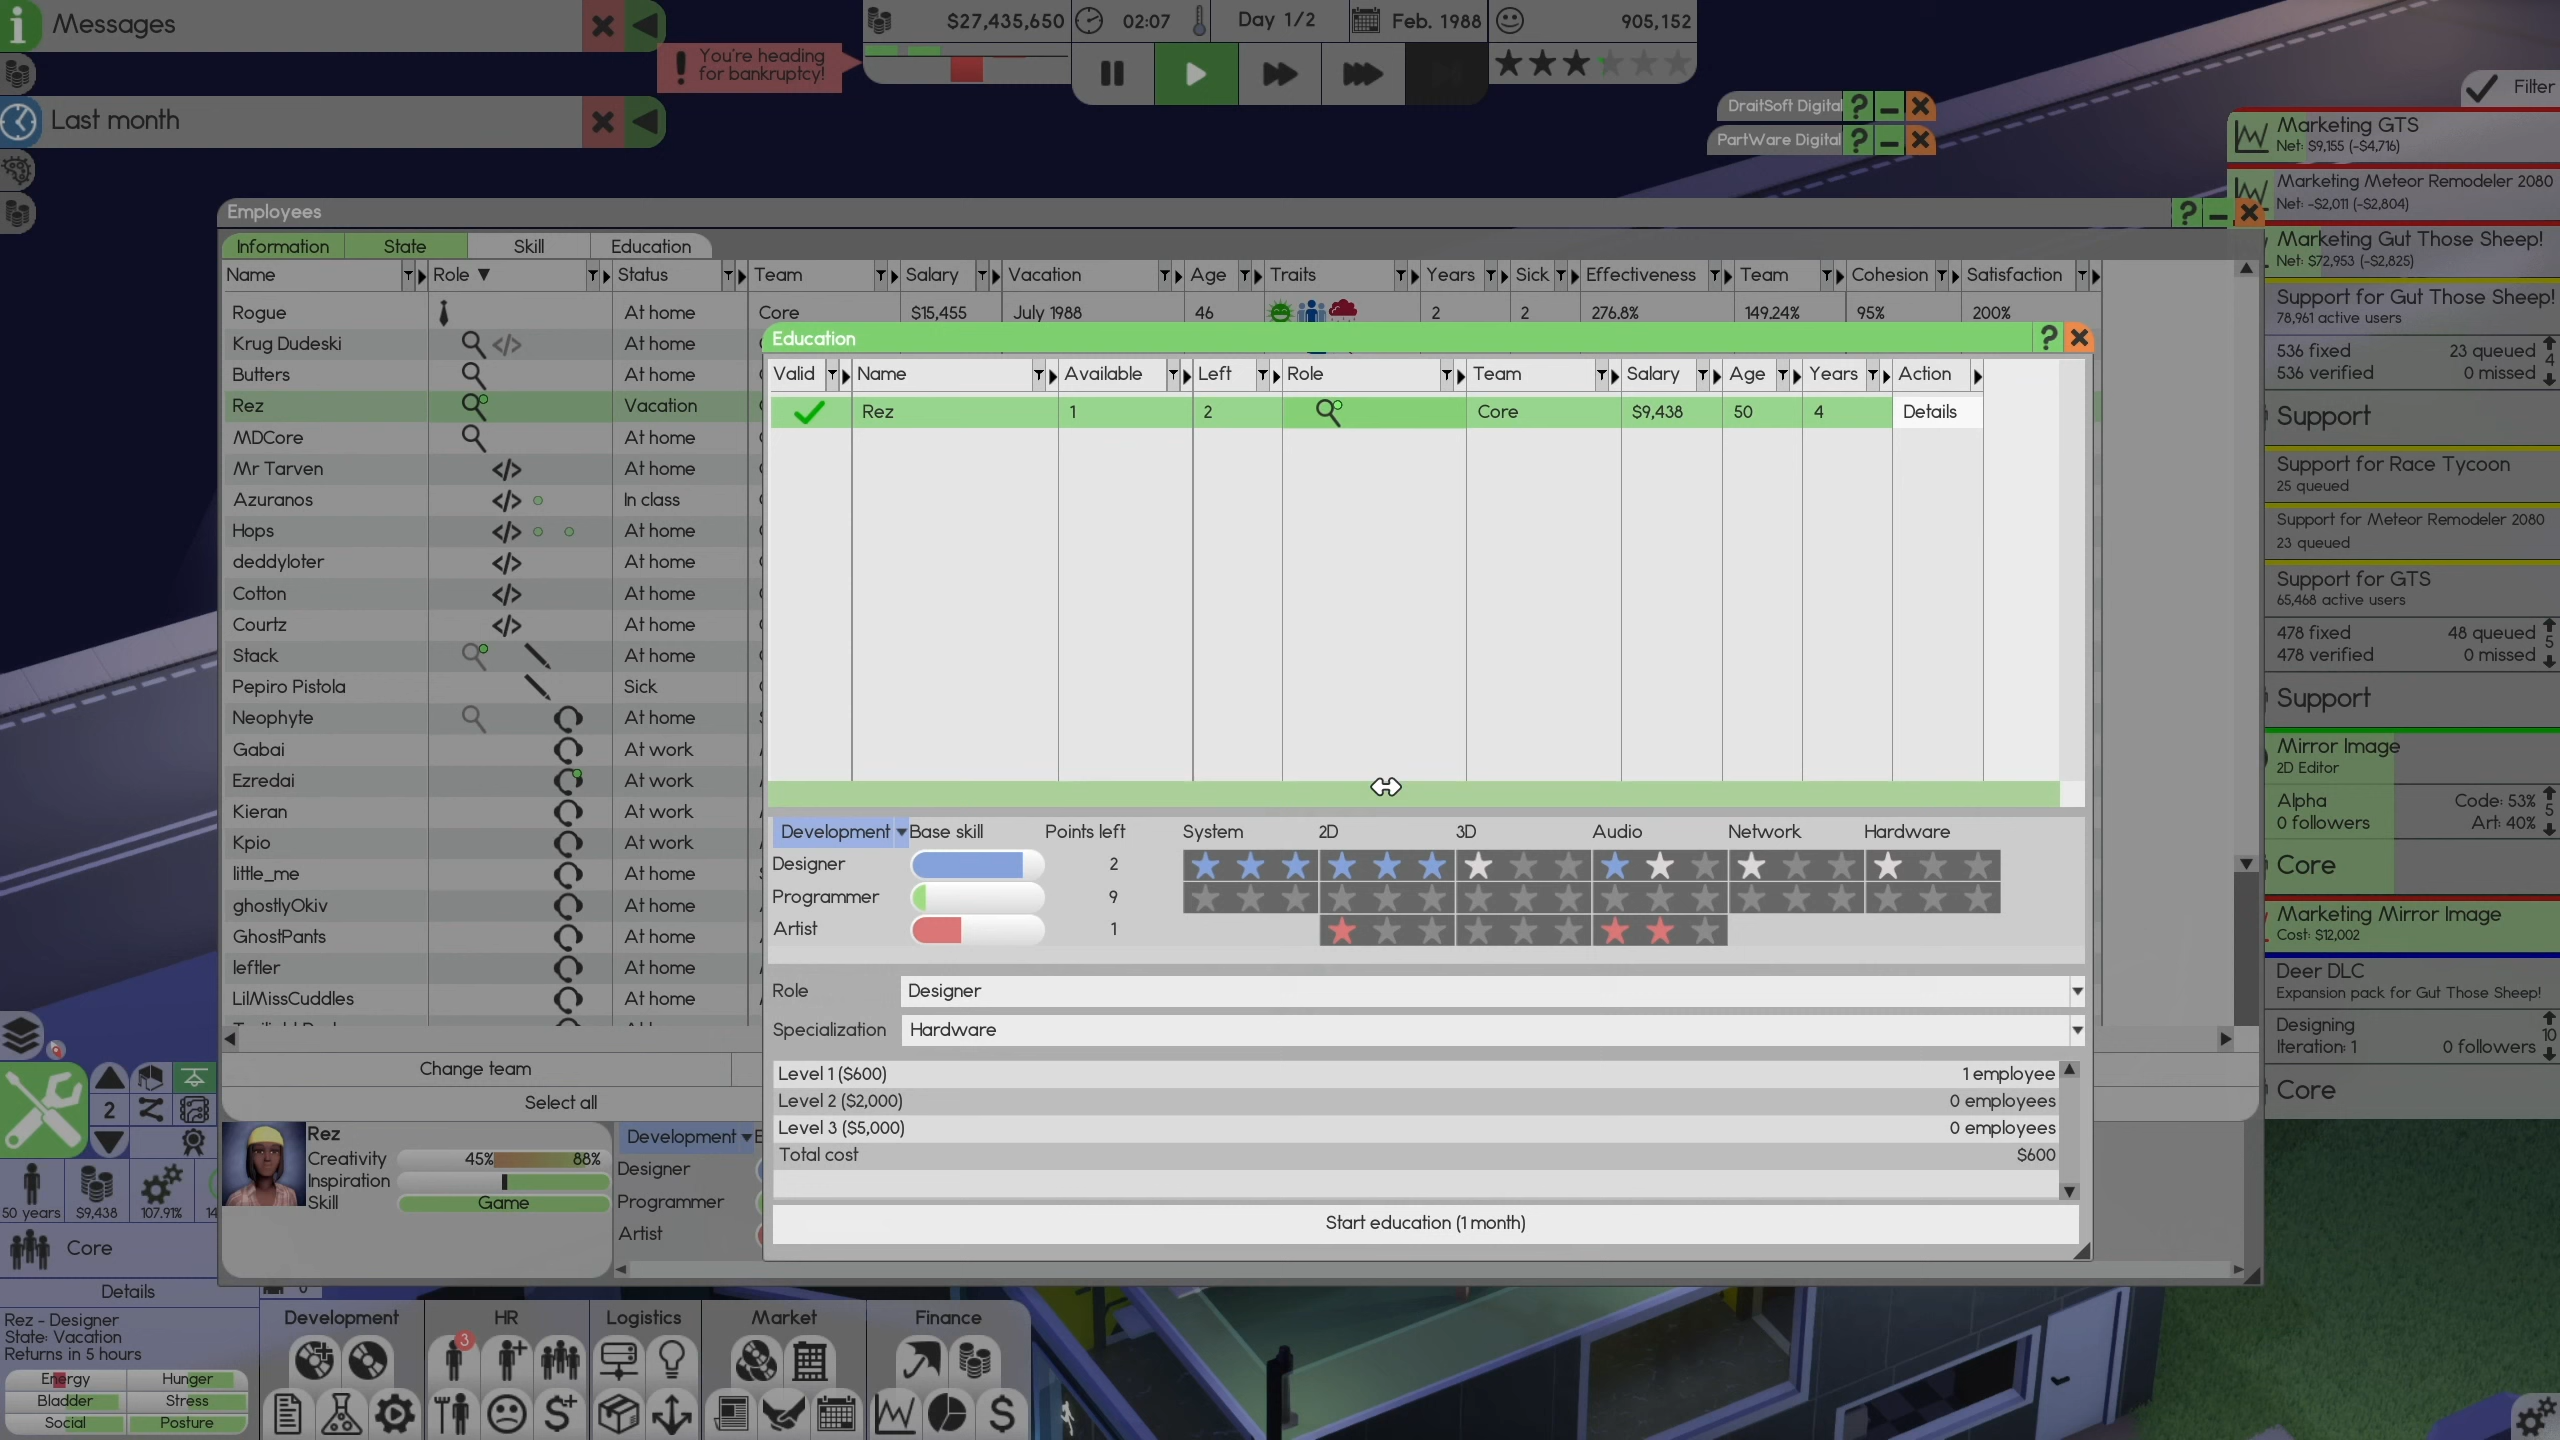 Messages
$27,435,650
02:07
Day 1/2
Feb. 1988
905,152
You're heading
for bankruptcy!
Last month
DraitSoft Digital
PartWare Digital
Filter
Marketing GTS
Net: $9,155 (-$4,716)
Marketing Meteor Remodeler 2080
Net: -$2,011 (-$2,804)
Marketing Gut Those Sheep!
Net: $72,953 (-$2,825)
Support for Gut Those Sheep!
78,961 active users
536 fixed 23 queued
4
536 verified 0 missed
Support
Support for Race Tycoon
25 queued
Support for Meteor Remodeler 2080
23 queued
Support for GTS
65,468 active users
478 fixed 48 queued
5
478 verified 0 missed
Support
Mirror Image
2D Editor
Alpha Code: 53%
5
0 followers Art: 40%
Core
Marketing Mirror Image
Cost: $12,002
Deer DLC
Expansion pack for Gut Those Sheep!
Designing
10
Iteration: 1 0 followers
Core
Employees
Information State Skill Education
Name Role Status Team Salary Vacation Age Traits Years Sick Effectiveness Team Cohesion Satisfaction
Rogue At home Core $15,455 July 1988 46 2 2 276.8% 149.24% 95% 200%
Krug Dudeski At home
Butters At home
Rez Vacation
MDCore At home
Mr Tarven At home
Azuranos In class
Hops At home
deddyloter At home
Cotton At home
Courtz At home
Stack At home
Pepiro Pistola Sick
Neophyte At home
Gabai At work
Ezredai At work
Kieran At work
Kpio At work
little_me At home
ghostlyOkiv At home
GhostPants At home
leftler At home
LilMissCuddles At home
Change team
Select all
Education
Valid Name Available Left Role Team Salary Age Years Action
Rez 1 2 Core $9,438 50 4 Details
Development Base skill Points left System 2D 3D Audio Network Hardware
Designer 2
Programmer 9
Artist 1
Role Designer
Specialization Hardware
Level 1 ($600) 1 employee
Level 2 ($2,000) 0 employees
Level 3 ($5,000) 0 employees
Total cost $600
Start education (1 month)
Rez
Creativity 45% 88%
Inspiration
Skill Game
Development
Designer
Programmer
Artist
2
50 years $9,438 107.91% 14
Core
Details
Rez - Designer
State: Vacation
Returns in 5 hours
Energy Hunger
Bladder Stress
Social Posture
Development HR Logistics Market Finance
3